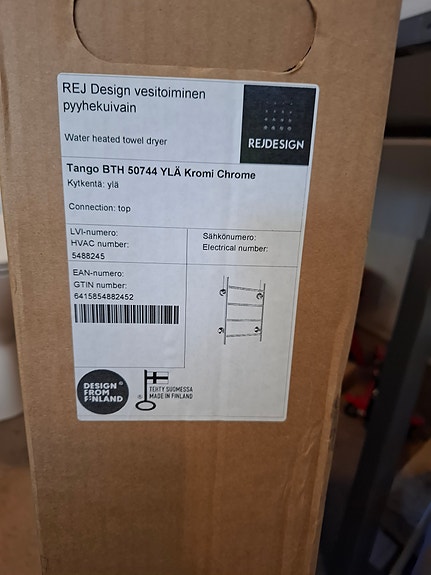 REJ Design vesitoiminen
pyyhekuivain
Water heated towel dryer
REJDESIGN
Tango BTH 50744 YLÄ Kromi Chrome
Kytkentä: ylä
Connection: top
LVI-numero:
HVAC number:
5488245
Sähkönumero:
Electrical number:
EAN-numero:
GTIN number:
6415854882452
DESIGN
FROM
FINLAND
TEHTY SUOMESSA
MADE IN FINLAND